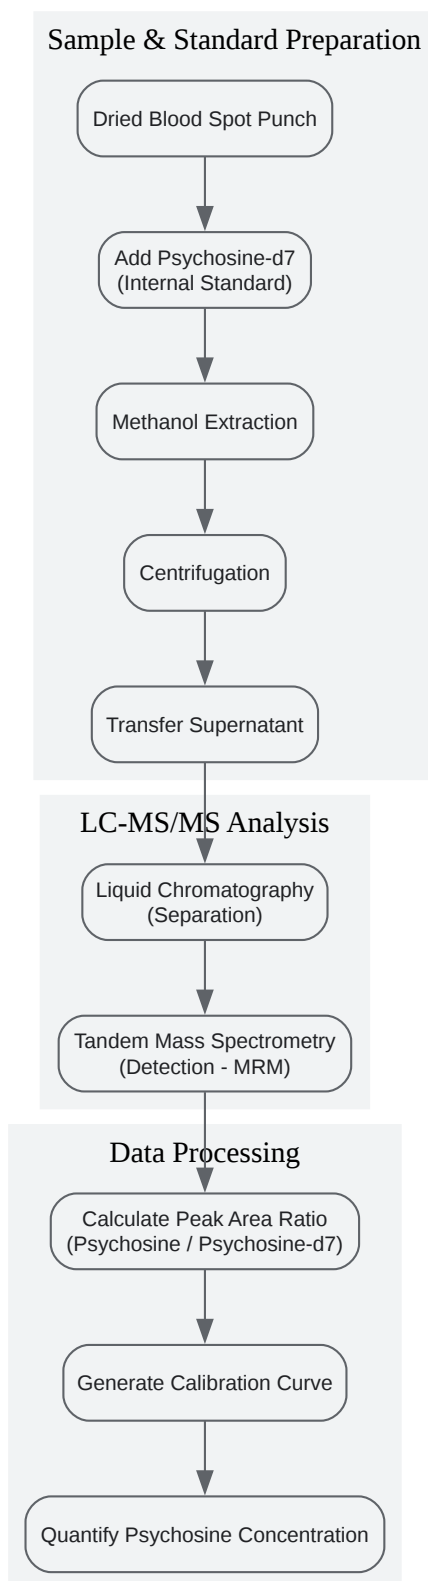 Sample & Standard Preparation
Dried Blood Spot Punch
Add Psychosine-d7
(Internal Standard)
Methanol Extraction
Centrifugation
Transfer Supernatant
LC-MS/MS Analysis
Liquid Chromatography
(Separation)
Tandem Mass Spectrometry
(Detection - MRM)
Data Processing
Calculate Peak Area Ratio
(Psychosine / Psychosine-d7)
Generate Calibration Curve
Quantify Psychosine Concentration